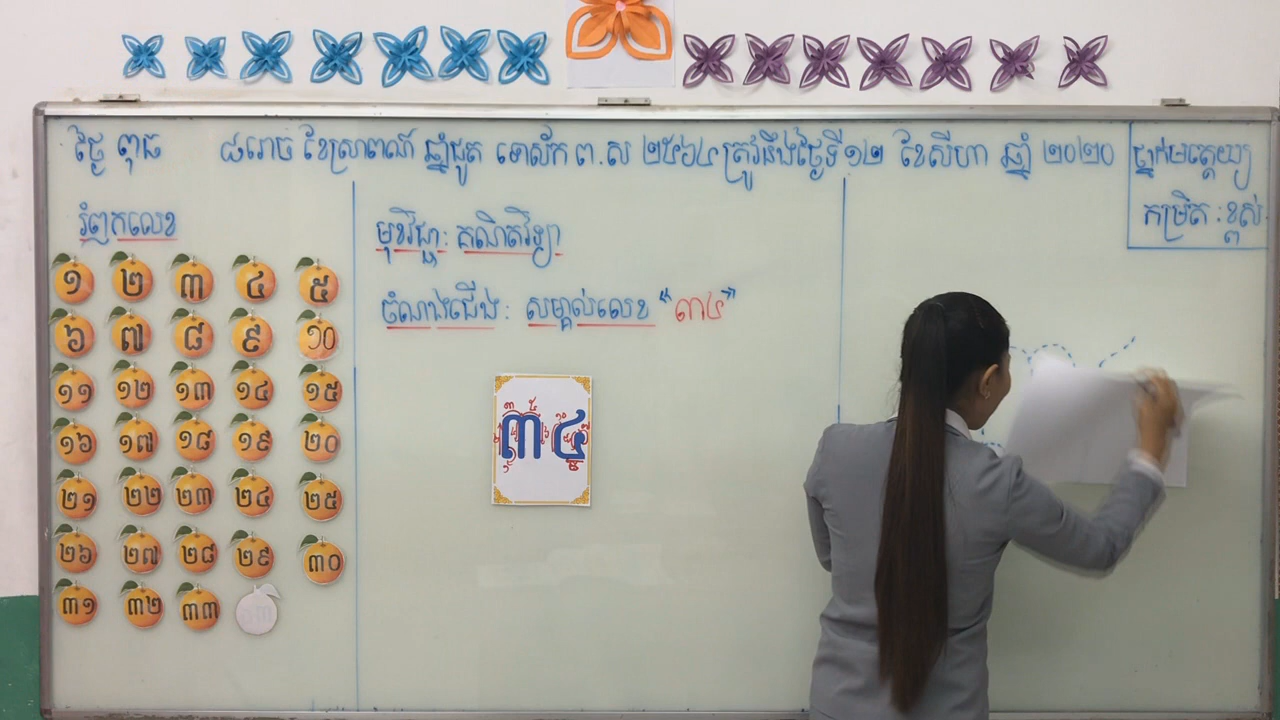 ថ្ងៃ ពុធ ៨រោច ខែស្រាពណ៍ ឆ្នាំជូត ទោស័ក ព.ស ២៥៦៤ ត្រូវនឹងថ្ងៃទី១២ ខែសីហា ឆ្នាំ ២០២០
ថ្នាក់មត្តេយ្យ
កម្រិត : ខ្ពស់
រំញកលេខ
មុខវិជ្ជា: គណិតវិទ្យា
ចំណងជើង: សម្គាល់លេខ "៣៤"
១ ២ ៣ ៤ ៥
៦ ៧ ៨ ៩ ១០
១១ ១២ ១៣ ១៤ ១៥
១៦ ១៧ ១៨ ១៩ ២០
២១ ២២ ២៣ ២៤ ២៥
២៦ ២៧ ២៨ ២៩ ៣០
៣១ ៣២ ៣៣
៣៤